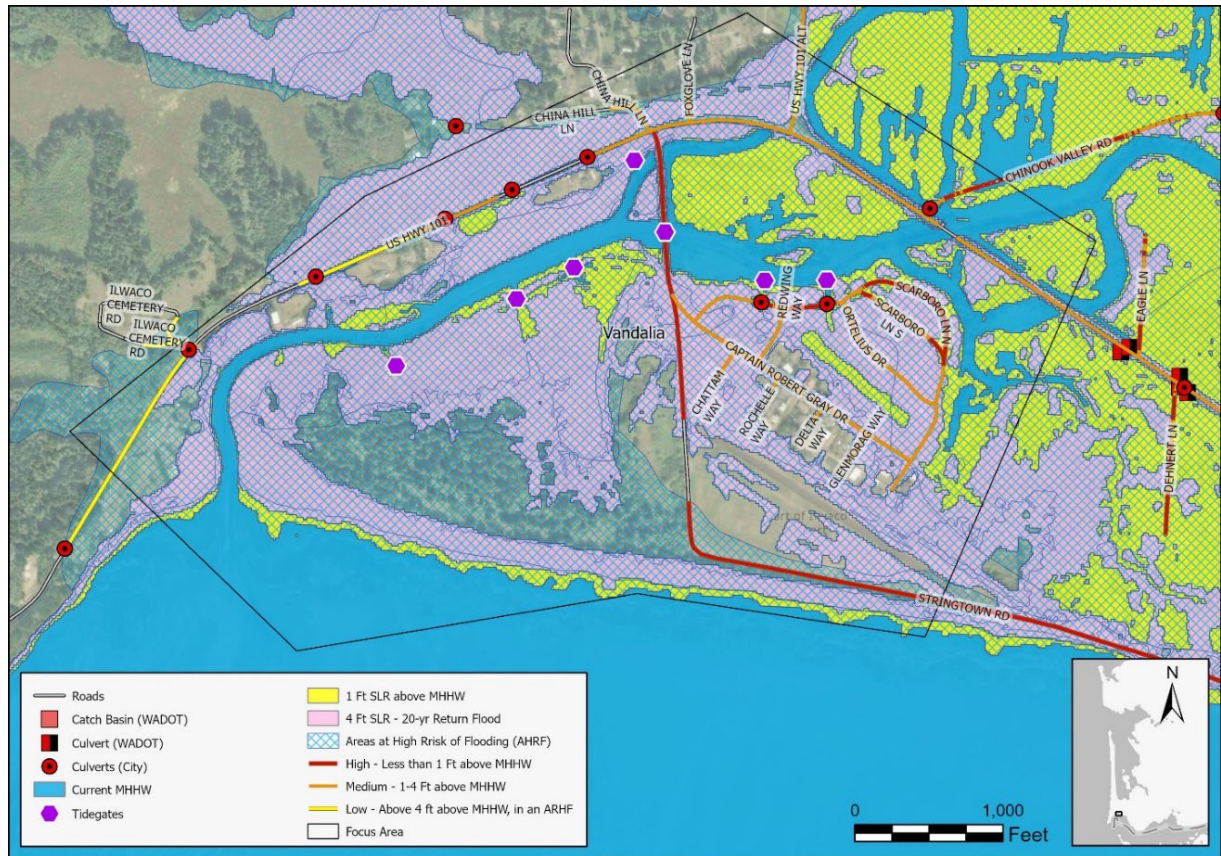 FOXGLOVE LN
US HWY 101 ALT
CHINA HILL LN
CHINA HILL
LN
CHINOOK VALLEY RD
US HWY 101
ILWACO
CEMETERY
RD
ILWACO
CEMETERY
RD
EAGLE LN
REDWING
WAY
SCARBORO LN N
SCARBORO
LN S
ORTELIUS DR
Vandalia
CAPTAIN ROBERT GRAY DR
CHATTAM
WAY
ROCHELLE
WAY
DELTA
WAY
GLENMORAG WAY
DEHNERT LN
STRINGTOWN RD
Roads
Catch Basin (WADOT)
Culvert (WADOT)
Culverts (City)
Current MHHW
Tidegates
1 Ft SLR above MHHW
4 Ft SLR - 20-yr Return Flood
Areas at High Rrisk of Flooding (AHRF)
High - Less than 1 Ft above MHHW
Medium - 1-4 Ft above MHHW
Low - Above 4 ft above MHHW, in an ARHF
Focus Area
0 1,000
Feet
N